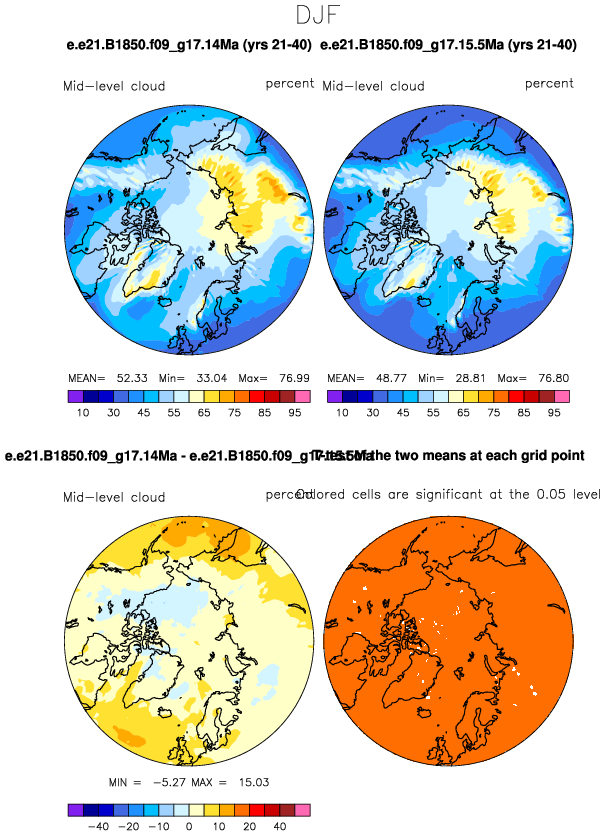 DJF
e.e21.B1850.f09_g17.14Ma (yrs 21-40) e.e21.B1850.f09_g17.15.5Ma (yrs 21-40)
Mid-level cloud percent Mid-level cloud percent
MEAN= 52.33 Min= 33.04 Max= 76.99 MEAN= 48.77 Min= 28.81 Max= 76.80
10 30 45 55 65 75 85 95 10 30 45 55 65 75 85 95
e.e21.B1850.f09_g17.14Ma - e.e21.B1850.f09_g17.15.5Ma T-test of the two means at each grid point
Mid-level cloud percent Colored cells are significant at the 0.05 level
MIN = -5.27 MAX = 15.03
-40 -20 -10 0 10 20 40